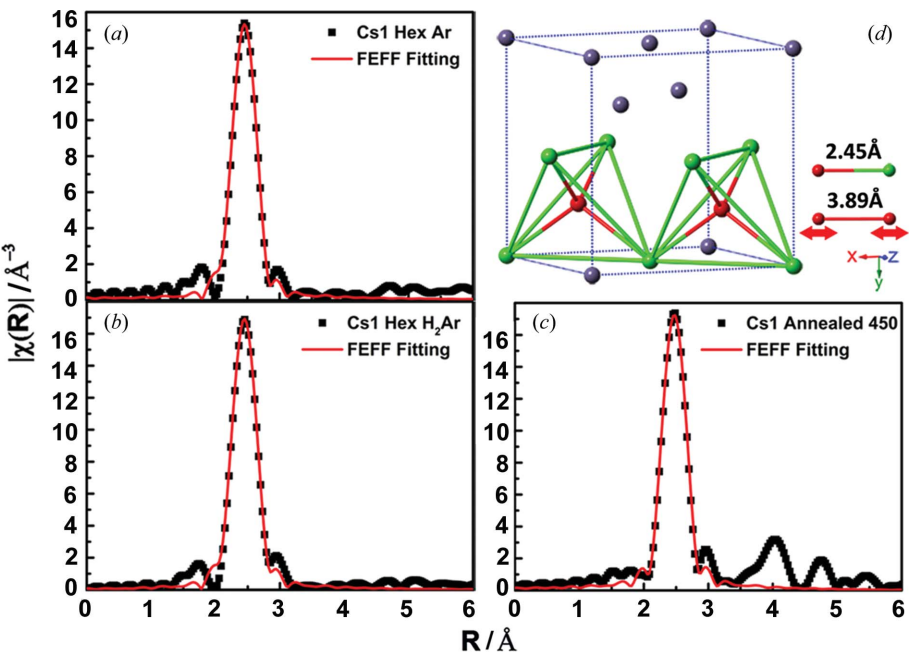 (a)
Cs1 Hex Ar
FEFF Fitting
16
14
12
10
8
6
4
2
0
(b)
Cs1 Hex H₂Ar
FEFF Fitting
16
14
12
10
8
6
4
2
0
0 1 2 3 4 5 6
|χ(R)| / Å⁻³
(d)
2.45Å
3.89Å
X Z
y
(c)
Cs1 Annealed 450
FEFF Fitting
16
14
12
10
8
6
4
2
0
0 1 2 3 4 5 6
R / Å